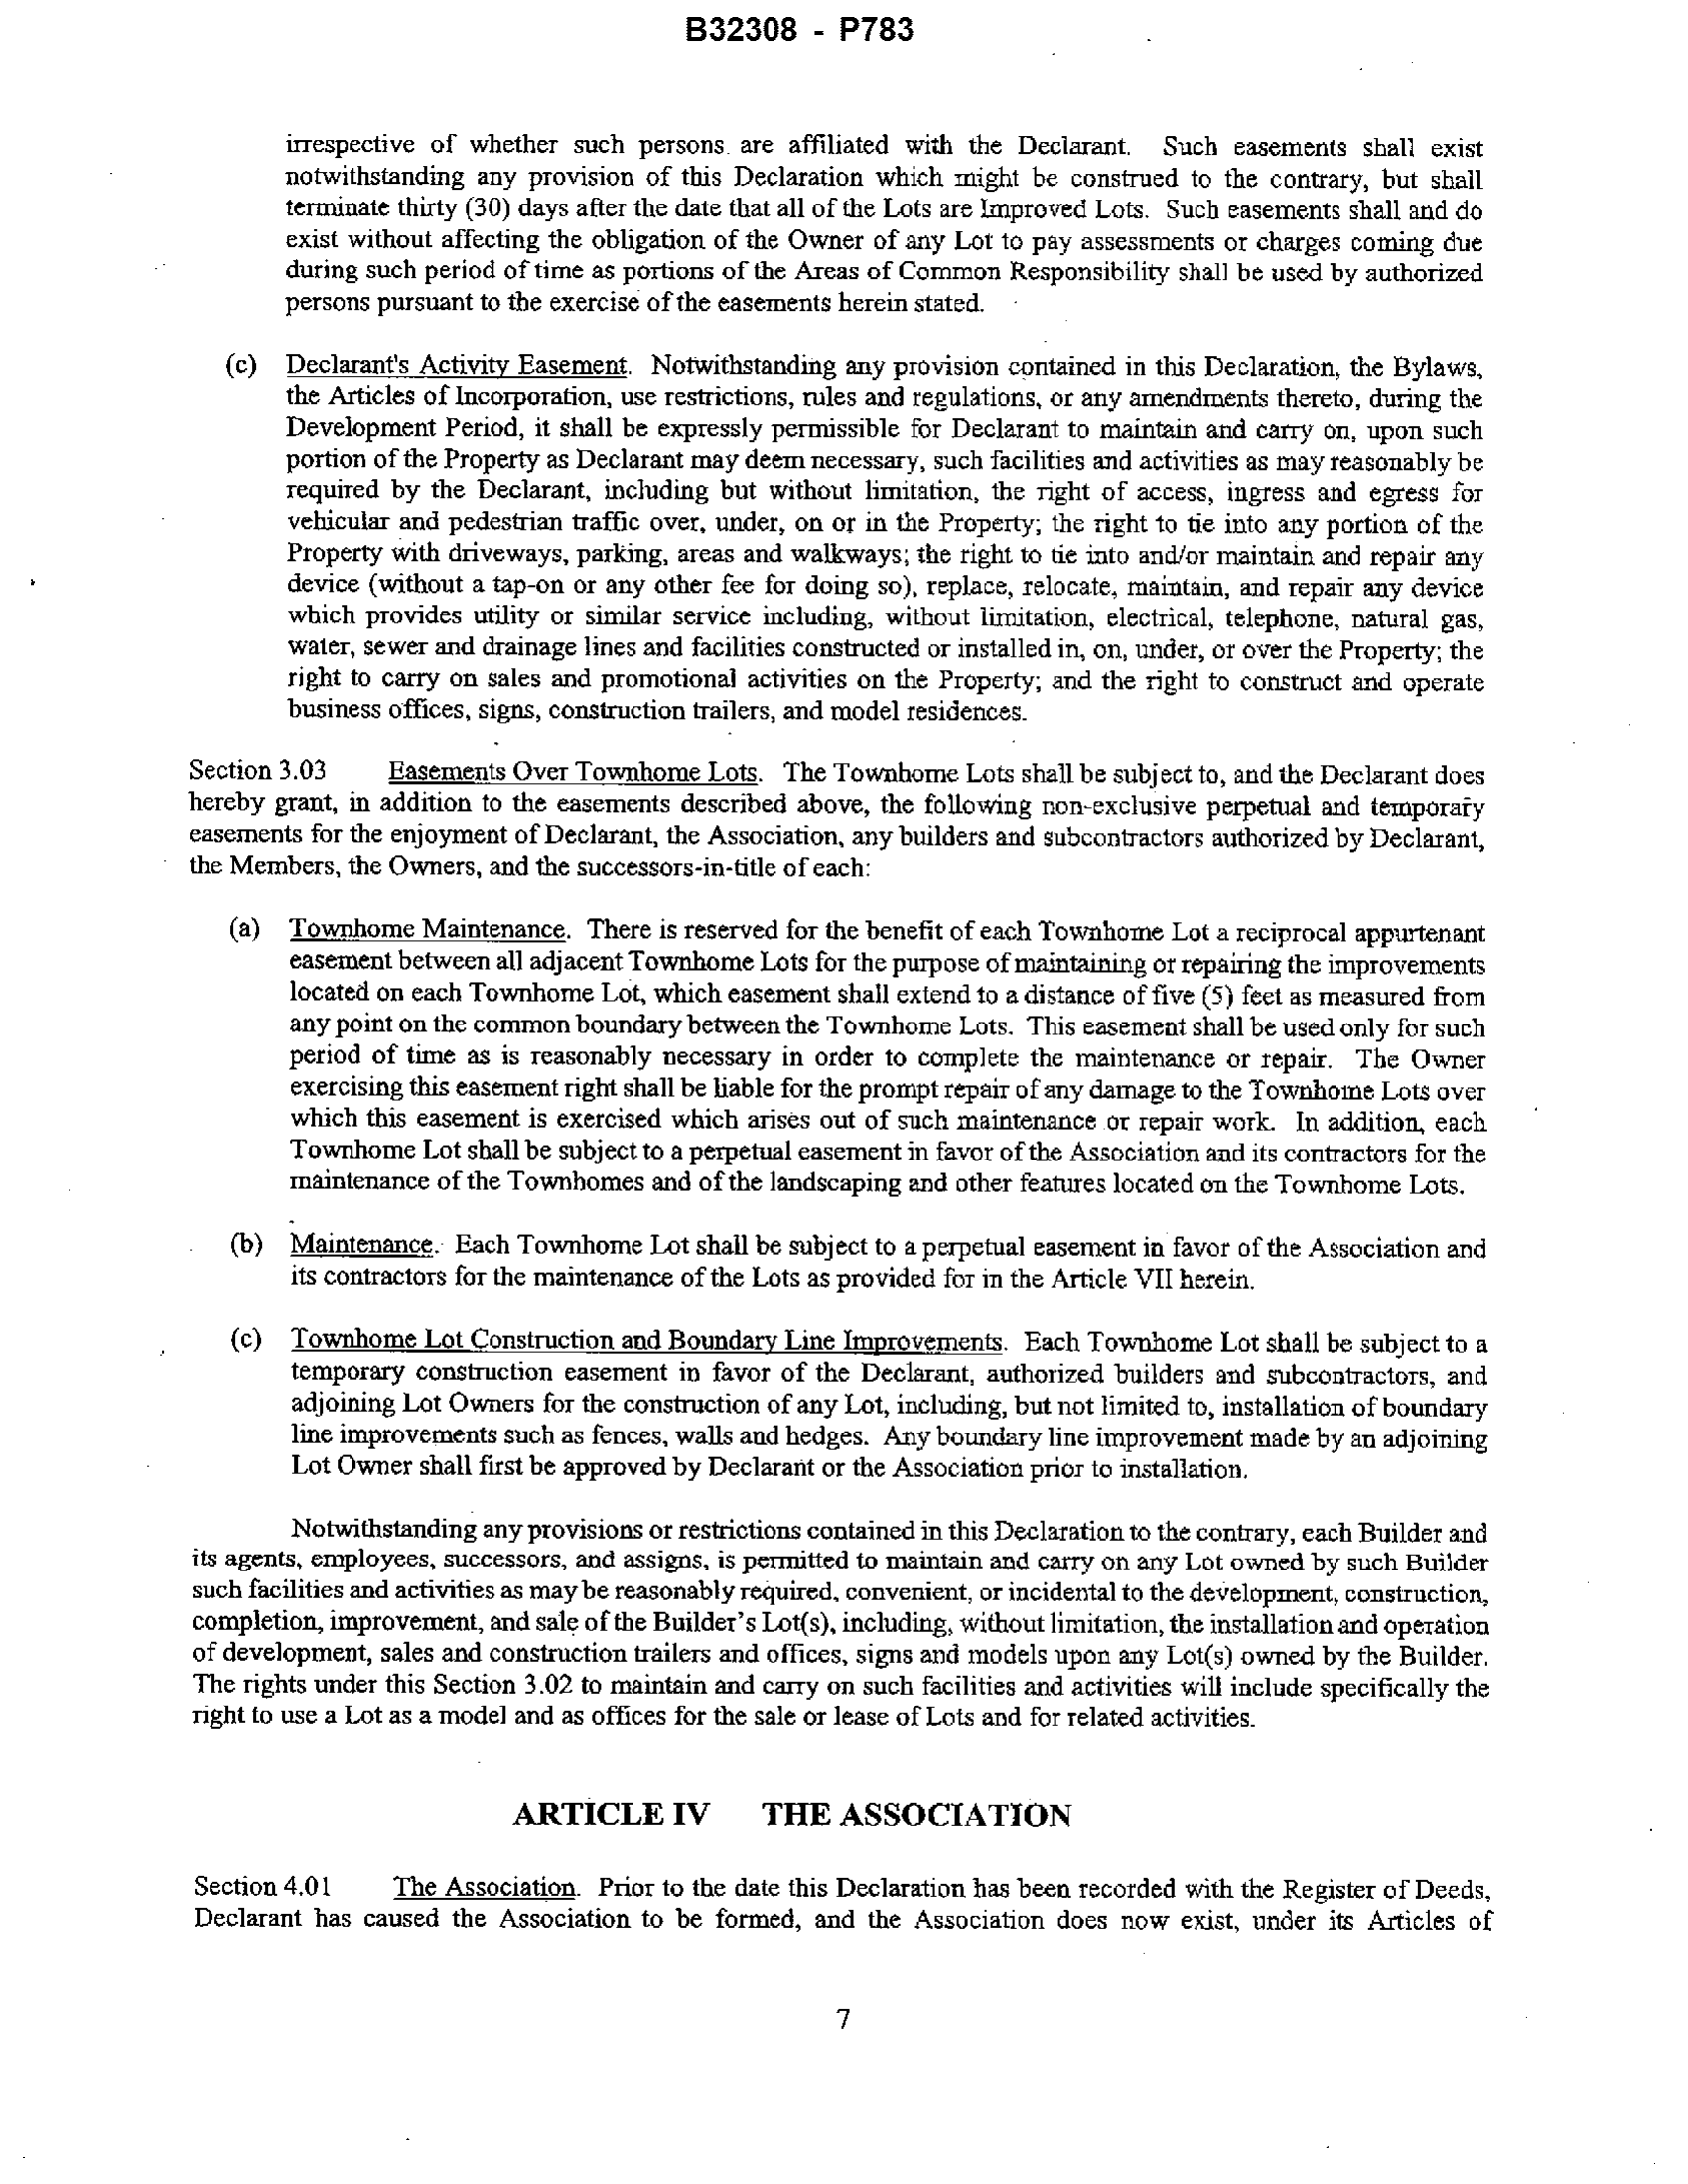 B32308 - P783
irrespective of whether such persons are affiliated with the Declarant. Such easements shall exist
notwithstanding any provision of this Declaration which might be construed to the contrary, but shall
terminate thirty (30) days after the date that all of the Lots are Improved Lots. Such easements shall and do
exist without affecting the obligation of the Owner of any Lot to pay assessments or charges coming due
during such period of time as portions of the Areas of Common Responsibility shall be used by authorized
persons pursuant to the exercise of the easements herein stated.
(c) Declarant's Activity Easement. Notwithstanding any provision contained in this Declaration, the Bylaws,
the Articles of Incorporation, use restrictions, rules and regulations, or any amendments thereto, during the
Development Period, it shall be expressly permissible for Declarant to maintain and carry on, upon such
portion of the Property as Declarant may deem necessary, such facilities and activities as may reasonably be
required by the Declarant, including but without limitation, the right of access, ingress and egress for
vehicular and pedestrian traffic over, under, on or in the Property; the right to tie into any portion of the
Property with driveways, parking, areas and walkways; the right to tie into and/or maintain and repair any
device (without a tap-on or any other fee for doing so), replace, relocate, maintain, and repair any device
which provides utility or similar service including, without limitation, electrical, telephone, natural gas,
water, sewer and drainage lines and facilities constructed or installed in, on, under, or over the Property; the
right to carry on sales and promotional activities on the Property; and the right to construct and operate
business offices, signs, construction trailers, and model residences.
Section 3.03 Easements Over Townhome Lots. The Townhome Lots shall be subject to, and the Declarant does
hereby grant, in addition to the easements described above, the following non-exclusive perpetual and temporary
easements for the enjoyment of Declarant, the Association, any builders and subcontractors authorized by Declarant,
the Members, the Owners, and the successors-in-title of each:
(a) Townhome Maintenance. There is reserved for the benefit of each Townhome Lot a reciprocal appurtenant
easement between all adjacent Townhome Lots for the purpose of maintaining or repairing the improvements
located on each Townhome Lot, which easement shall extend to a distance of five (5) feet as measured from
any point on the common boundary between the Townhome Lots. This easement shall be used only for such
period of time as is reasonably necessary in order to complete the maintenance or repair. The Owner
exercising this easement right shall be liable for the prompt repair of any damage to the Townhome Lots over
which this easement is exercised which arises out of such maintenance or repair work. In addition, each
Townhome Lot shall be subject to a perpetual easement in favor of the Association and its contractors for the
maintenance of the Townhomes and of the landscaping and other features located on the Townhome Lots.
(b) Maintenance. Each Townhome Lot shall be subject to a perpetual easement in favor of the Association and
its contractors for the maintenance of the Lots as provided for in the Article VII herein.
(c) Townhome Lot Construction and Boundary Line Improvements. Each Townhome Lot shall be subject to a
temporary construction easement in favor of the Declarant, authorized builders and subcontractors, and
adjoining Lot Owners for the construction of any Lot, including, but not limited to, installation of boundary
line improvements such as fences, walls and hedges. Any boundary line improvement made by an adjoining
Lot Owner shall first be approved by Declarant or the Association prior to installation.
Notwithstanding any provisions or restrictions contained in this Declaration to the contrary, each Builder and
its agents, employees, successors, and assigns, is permitted to maintain and carry on any Lot owned by such Builder
such facilities and activities as may be reasonably required, convenient, or incidental to the development, construction,
completion, improvement, and sale of the Builder's Lot(s), including, without limitation, the installation and operation
of development, sales and construction trailers and offices, signs and models upon any Lot(s) owned by the Builder.
The rights under this Section 3.02 to maintain and carry on such facilities and activities will include specifically the
right to use a Lot as a model and as offices for the sale or lease of Lots and for related activities.
ARTICLE IV THE ASSOCIATION
Section 4.01 The Association. Prior to the date this Declaration has been recorded with the Register of Deeds,
Declarant has caused the Association to be formed, and the Association does now exist, under its Articles of
7